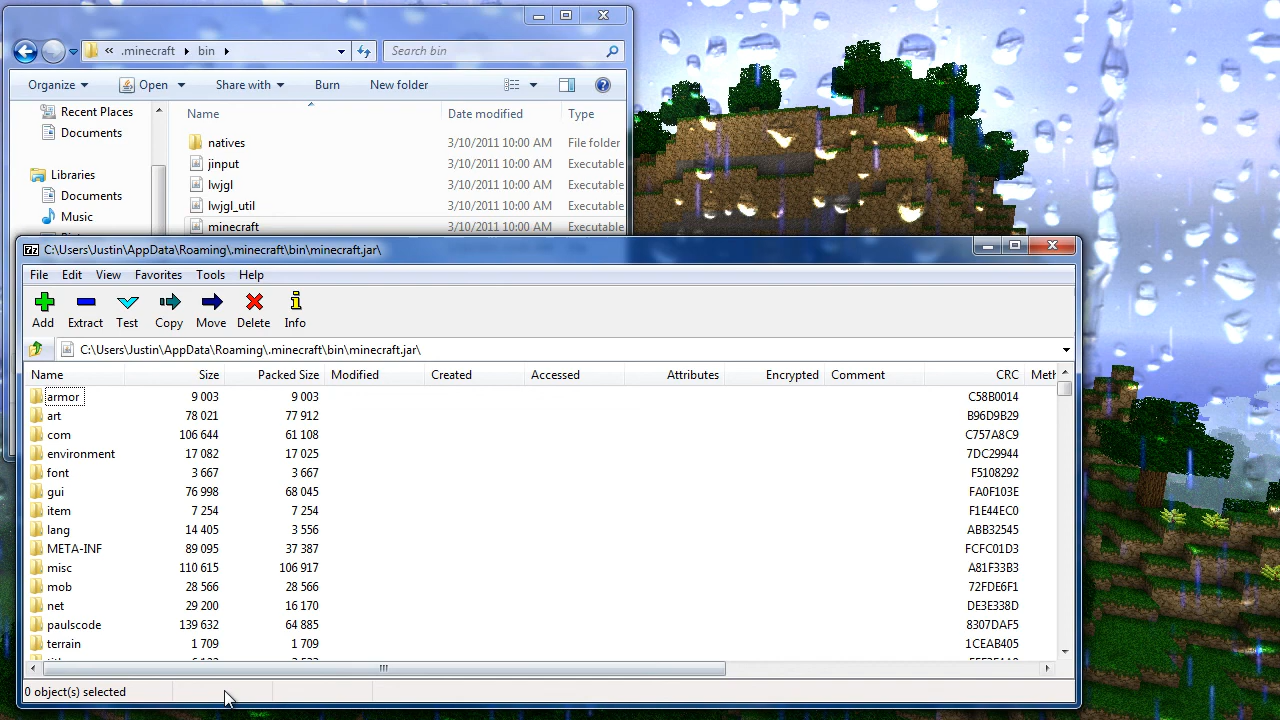 .minecraft bin Search bin
Organize Open Share with Burn New folder
Recent Places
Documents
Libraries
Documents
Music
Name Date modified Type
natives 3/10/2011 10:00 AM File folder
jinput 3/10/2011 10:00 AM Executable
lwjgl 3/10/2011 10:00 AM Executable
lwjgl_util 3/10/2011 10:00 AM Executable
minecraft 3/10/2011 10:00 AM Executable
C:\Users\Justin\AppData\Roaming\.minecraft\bin\minecraft.jar\
File Edit View Favorites Tools Help
Add Extract Test Copy Move Delete Info
C:\Users\Justin\AppData\Roaming\.minecraft\bin\minecraft.jar\
Name Size Packed Size Modified Created Accessed Attributes Encrypted Comment CRC Meth
armor 9 003 9 003 C58B0014
art 78 021 77 912 B96D9B29
com 106 644 61 108 C757A8C9
environment 17 082 17 025 7DC29944
font 3 667 3 667 F5108292
gui 76 998 68 045 FA0F103E
item 7 254 7 254 F1E44EC0
lang 14 405 3 556 ABB32545
META-INF 89 095 37 387 FCFC01D3
misc 110 615 106 917 A81F33B3
mob 28 566 28 566 72FDE6F1
net 29 200 16 170 DE3E338D
paulscode 139 632 64 885 8307DAF5
terrain 1 709 1 709 1CEAB405
0 object(s) selected